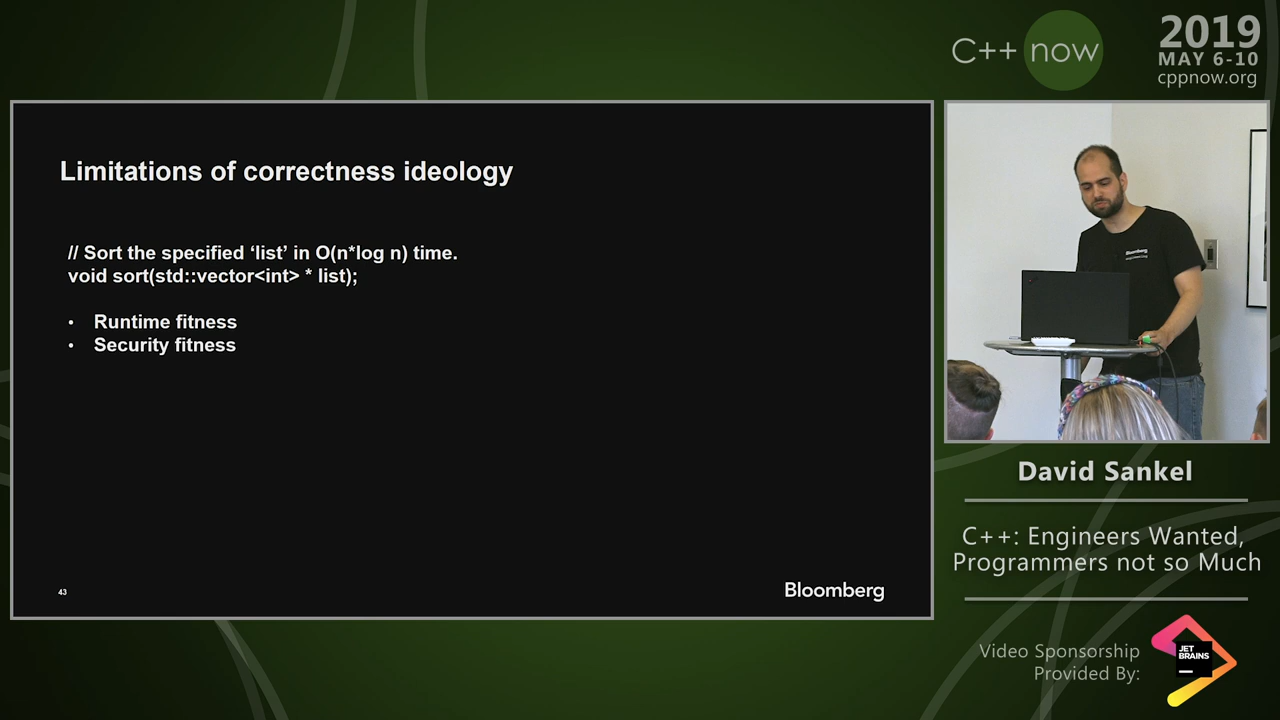 C++ now
2019
MAY 6-10
cppnow.org
Limitations of correctness ideology
// Sort the specified ‘list’ in O(n*log n) time.
void sort(std::vector<int> * list);
• Runtime fitness
• Security fitness
43
Bloomberg
Bloomberg
David Sankel
C++: Engineers Wanted,
Programmers not so Much
Video Sponsorship
Provided By:
JET
BRAINS